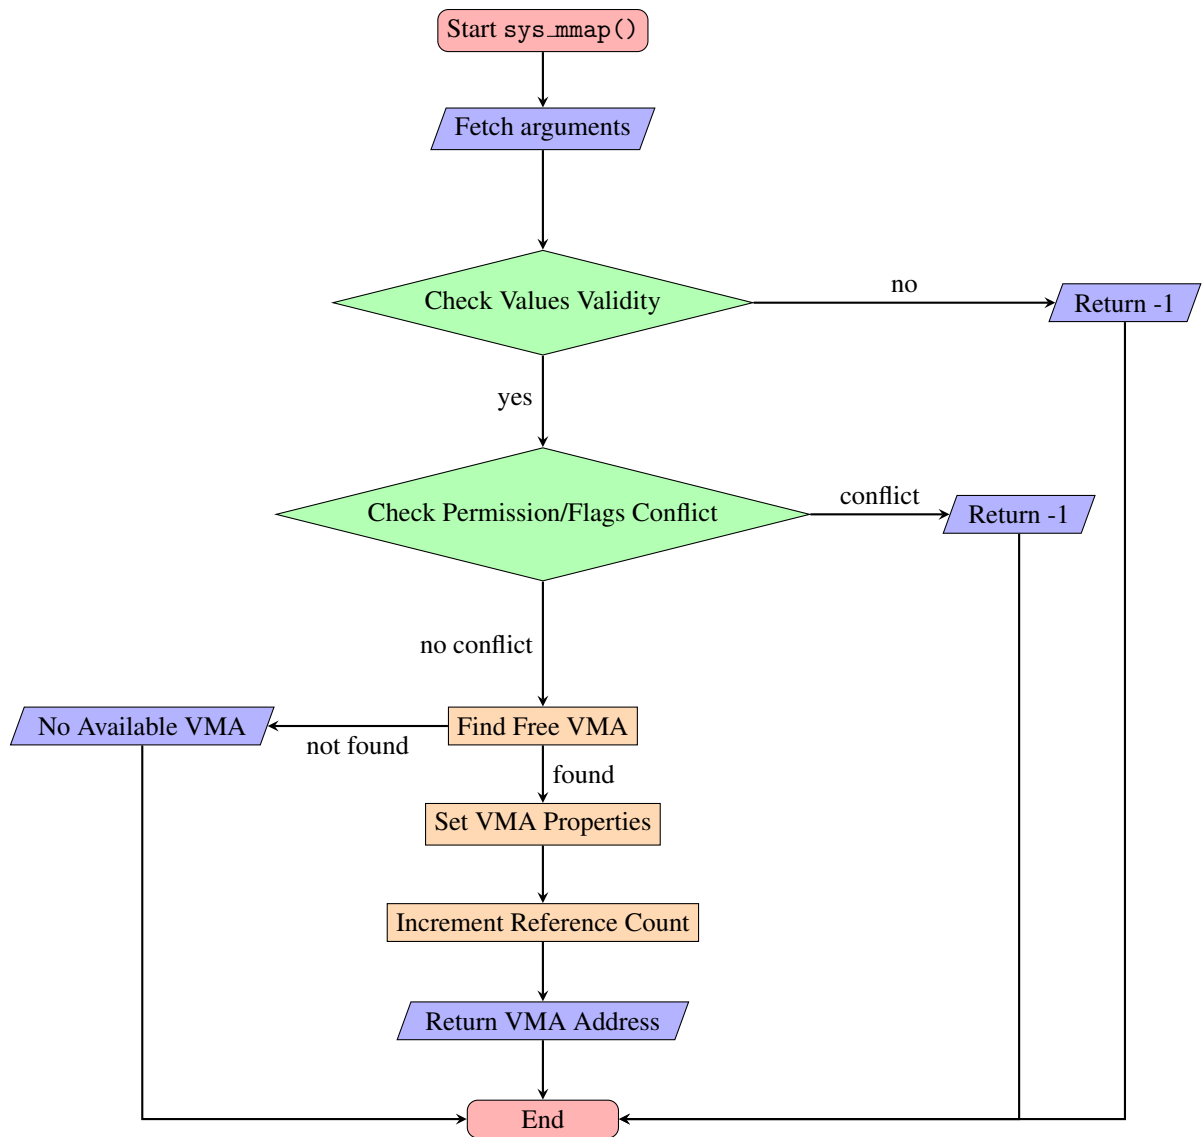 Start sys_mmap()
Fetch arguments
Check Values Validity
no
Return -1
yes
Check Permission/Flags Conflict
conflict
Return -1
no conflict
No Available VMA
not found
Find Free VMA
found
Set VMA Properties
Increment Reference Count
Return VMA Address
End